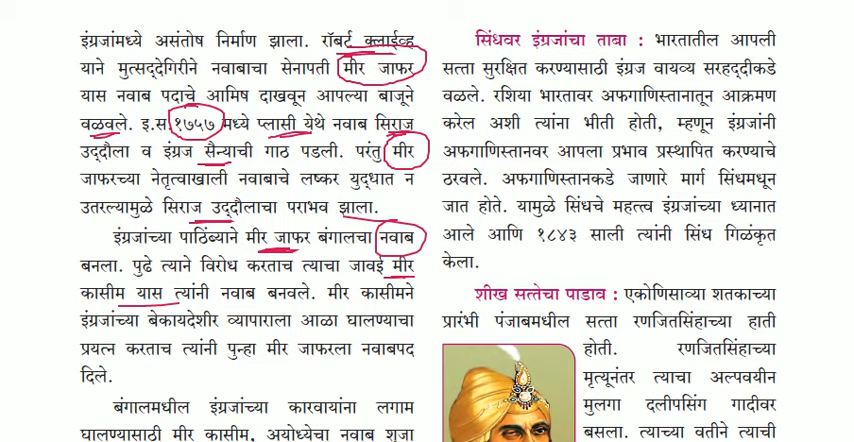 इंग्रजांमध्ये असंतोष निर्माण झाला. रॉबर्ट क्लाईव्ह
याने मुत्सद्देगिरीने नवाबाचा सेनापती मीर जाफर
यास नवाब पदाचे आमिष दाखवून आपल्या बाजूने
वळवले. इ.स.१७५७ मध्ये प्लासी येथे नवाब सिराज
उद्दौला व इंग्रज सैन्याची गाठ पडली. परंतु मीर
जाफरच्या नेतृत्वाखाली नवाबाचे लष्कर युद्धात न
उतरल्यामुळे सिराज उद्दौलाचा पराभव झाला.
इंग्रजांच्या पाठिंब्याने मीर जाफर बंगालचा नवाब
बनला. पुढे त्याने विरोध करताच त्याचा जावई मीर
कासीम यास त्यांनी नवाब बनवले. मीर कासीमने
इंग्रजांच्या बेकायदेशीर व्यापाराला आळा घालण्याचा
प्रयत्न करताच त्यांनी पुन्हा मीर जाफरला नवाबपद
दिले.
बंगालमधील इंग्रजांच्या कारवायांना लगाम
घालण्यासाठी मीर कासीम, अयोध्येचा नवाब शुजा
सिंधवर इंग्रजांचा ताबा : भारतातील आपली
सत्ता सुरक्षित करण्यासाठी इंग्रज वायव्य सरहद्दीकडे
वळले. रशिया भारतावर अफगाणिस्तानातून आक्रमण
करेल अशी त्यांना भीती होती, म्हणून इंग्रजांनी
अफगाणिस्तानवर आपला प्रभाव प्रस्थापित करण्याचे
ठरवले. अफगाणिस्तानकडे जाणारे मार्ग सिंधमधून
जात होते. यामुळे सिंधचे महत्त्व इंग्रजांच्या ध्यानात
आले आणि १८४३ साली त्यांनी सिंध गिळंकृत
केला.
शीख सत्तेचा पाडाव : एकोणिसाव्या शतकाच्या
प्रारंभी पंजाबमधील सत्ता रणजितसिंहाच्या हाती
होती. रणजितसिंहाच्या
मृत्यूनंतर त्याचा अल्पवयीन
मुलगा दलीपसिंग गादीवर
बसला. त्याच्या वतीने त्याची